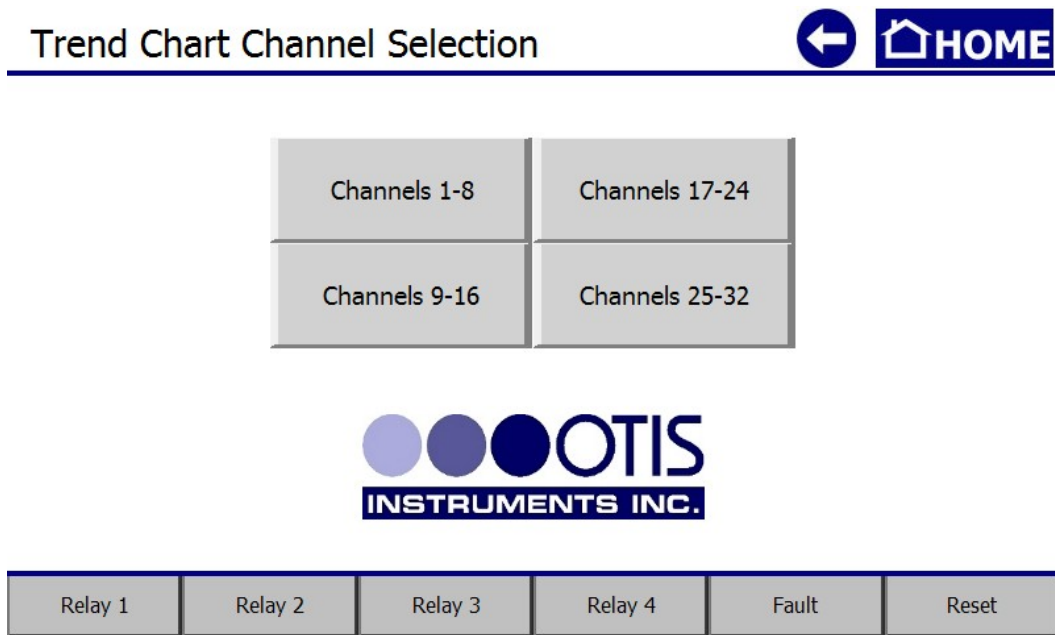 Trend Chart Channel Selection
HOME
Channels 1-8 Channels 17-24
Channels 9-16 Channels 25-32
OTIS
INSTRUMENTS INC.
Relay 1 Relay 2 Relay 3 Relay 4 Fault Reset